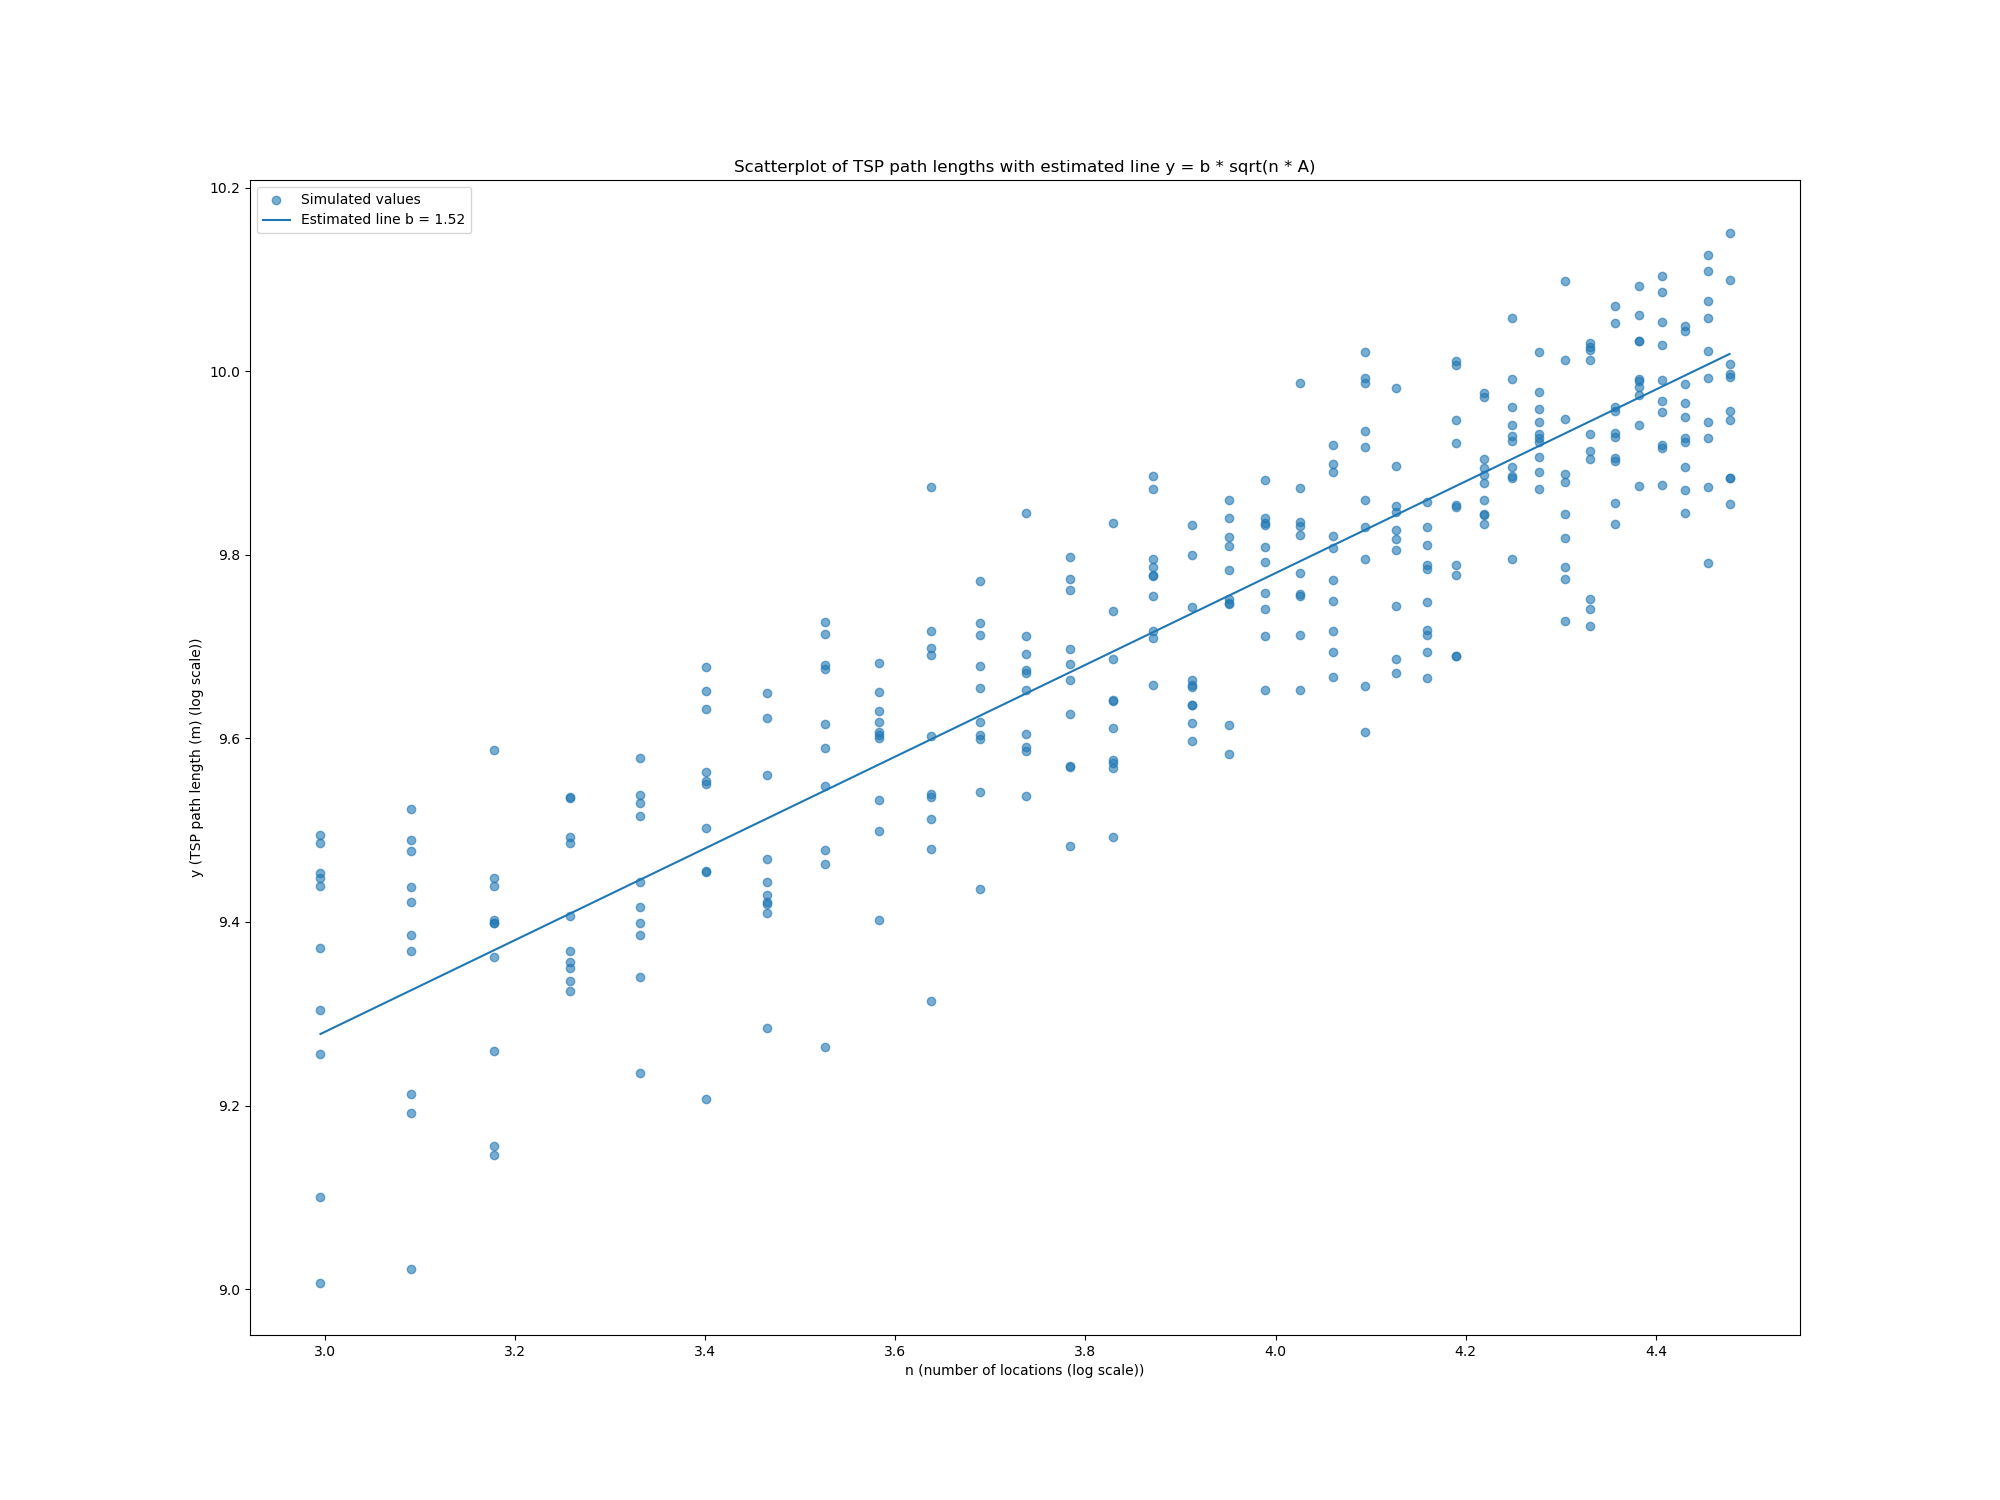 Scatterplot of TSP path lengths with estimated line y = b * sqrt(n * A)
Simulated values
Estimated line b = 1.52
10.2
10.0
9.8
9.6
9.4
9.2
9.0
y (TSP path length (m) (log scale))
3.0 3.2 3.4 3.6 3.8 4.0 4.2 4.4
n (number of locations (log scale))